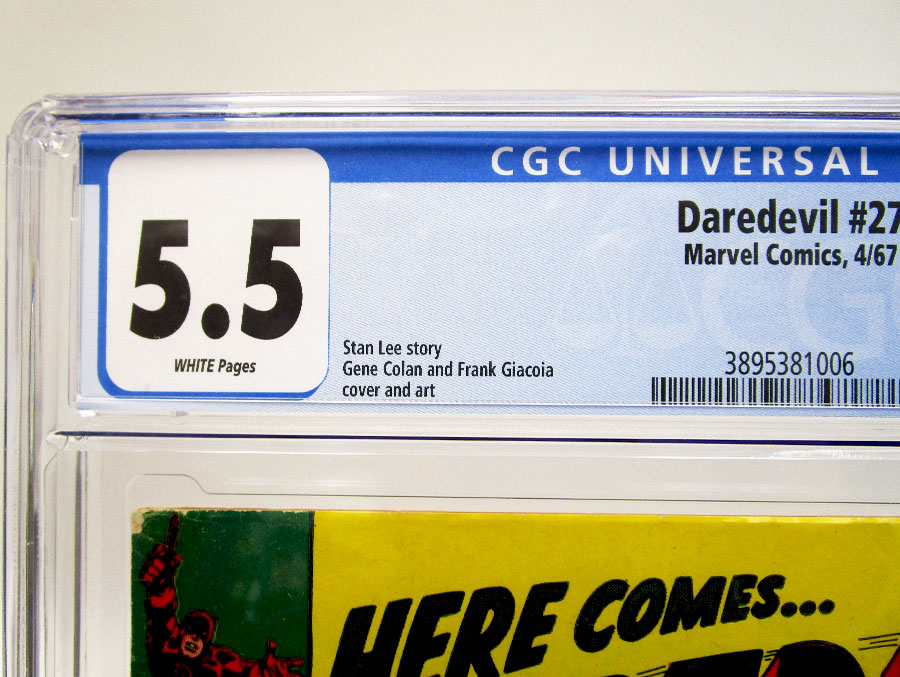 CGC UNIVERSAL
5.5
WHITE Pages
Daredevil #27
Marvel Comics, 4/67
Stan Lee story
Gene Colan and Frank Giacoia
cover and art
3895381006
HERE COMES...